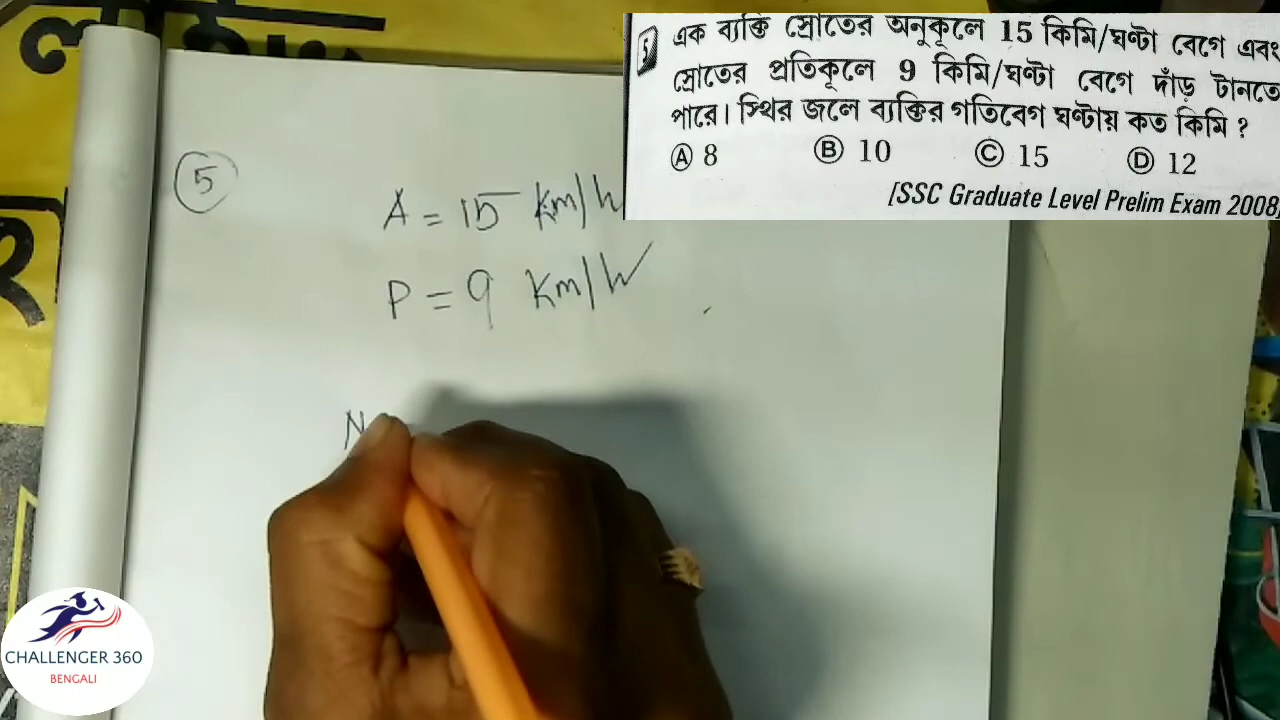 5 এক ব্যক্তি স্রোতের অনুকূলে 15 কিমি/ঘণ্টা বেগে এবং
স্রোতের প্রতিকূলে 9 কিমি/ঘণ্টা বেগে দাঁড় টানতে
পারে। স্থির জলে ব্যক্তির গতিবেগ ঘণ্টায় কত কিমি ?
Ⓐ 8 Ⓑ 10 Ⓒ 15 Ⓓ 12
[SSC Graduate Level Prelim Exam 2008]
5
A = 15 km/h
P = 9 km/h
N
CHALLENGER 360
BENGALI